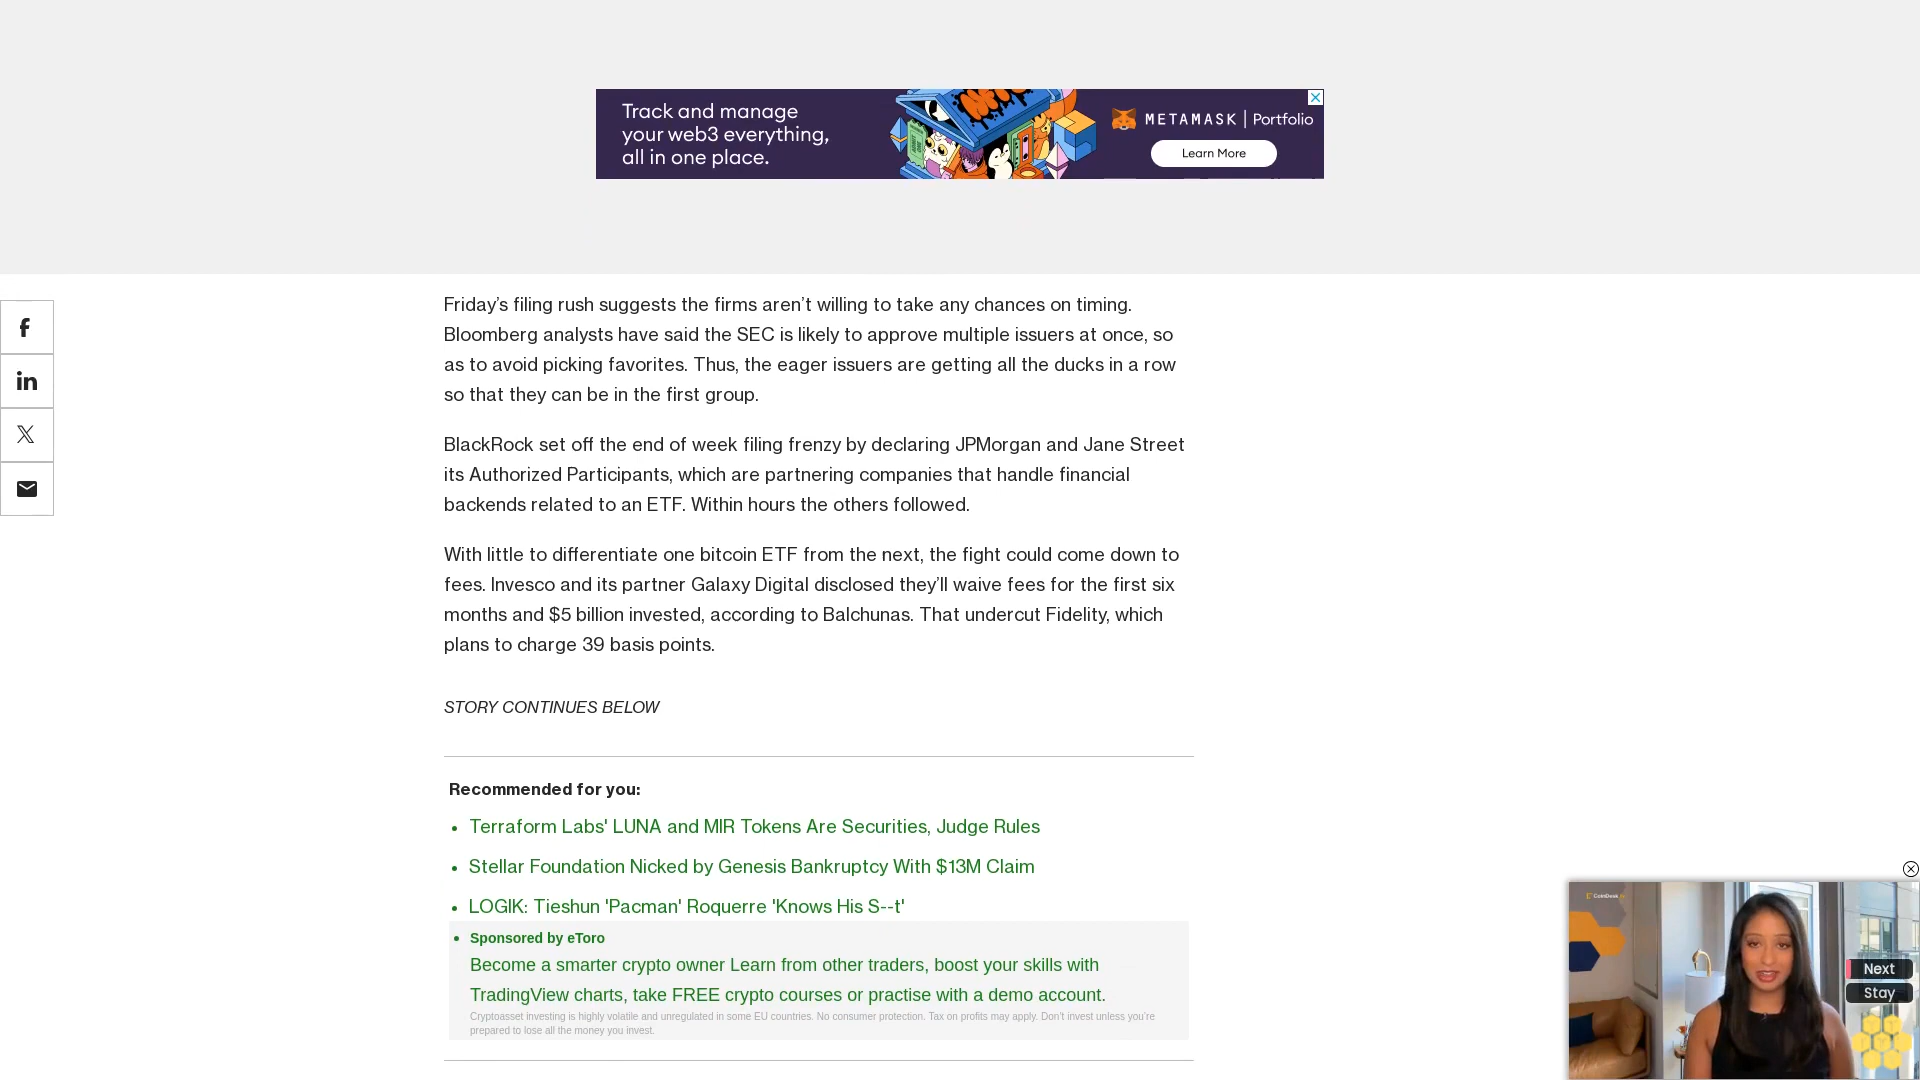 Track and manage
your web3 everything,
all in one place.
METAMASK | Portfolio
Learn More
Friday’s filing rush suggests the firms aren’t willing to take any chances on timing.
Bloomberg analysts have said the SEC is likely to approve multiple issuers at once, so
as to avoid picking favorites. Thus, the eager issuers are getting all the ducks in a row
so that they can be in the first group.
BlackRock set off the end of week filing frenzy by declaring JPMorgan and Jane Street
its Authorized Participants, which are partnering companies that handle financial
backends related to an ETF. Within hours the others followed.
With little to differentiate one bitcoin ETF from the next, the fight could come down to
fees. Invesco and its partner Galaxy Digital disclosed they’ll waive fees for the first six
months and $5 billion invested, according to Balchunas. That undercut Fidelity, which
plans to charge 39 basis points.
STORY CONTINUES BELOW
Recommended for you:
• Terraform Labs' LUNA and MIR Tokens Are Securities, Judge Rules
• Stellar Foundation Nicked by Genesis Bankruptcy With $13M Claim
• LOGIK: Tieshun 'Pacman' Roquerre 'Knows His S--t'
• Sponsored by eToro
Become a smarter crypto owner Learn from other traders, boost your skills with
TradingView charts, take FREE crypto courses or practise with a demo account.
Cryptoasset investing is highly volatile and unregulated in some EU countries. No consumer protection. Tax on profits may apply. Don’t invest unless you’re
prepared to lose all the money you invest.
CoinDesk
Next
Stay